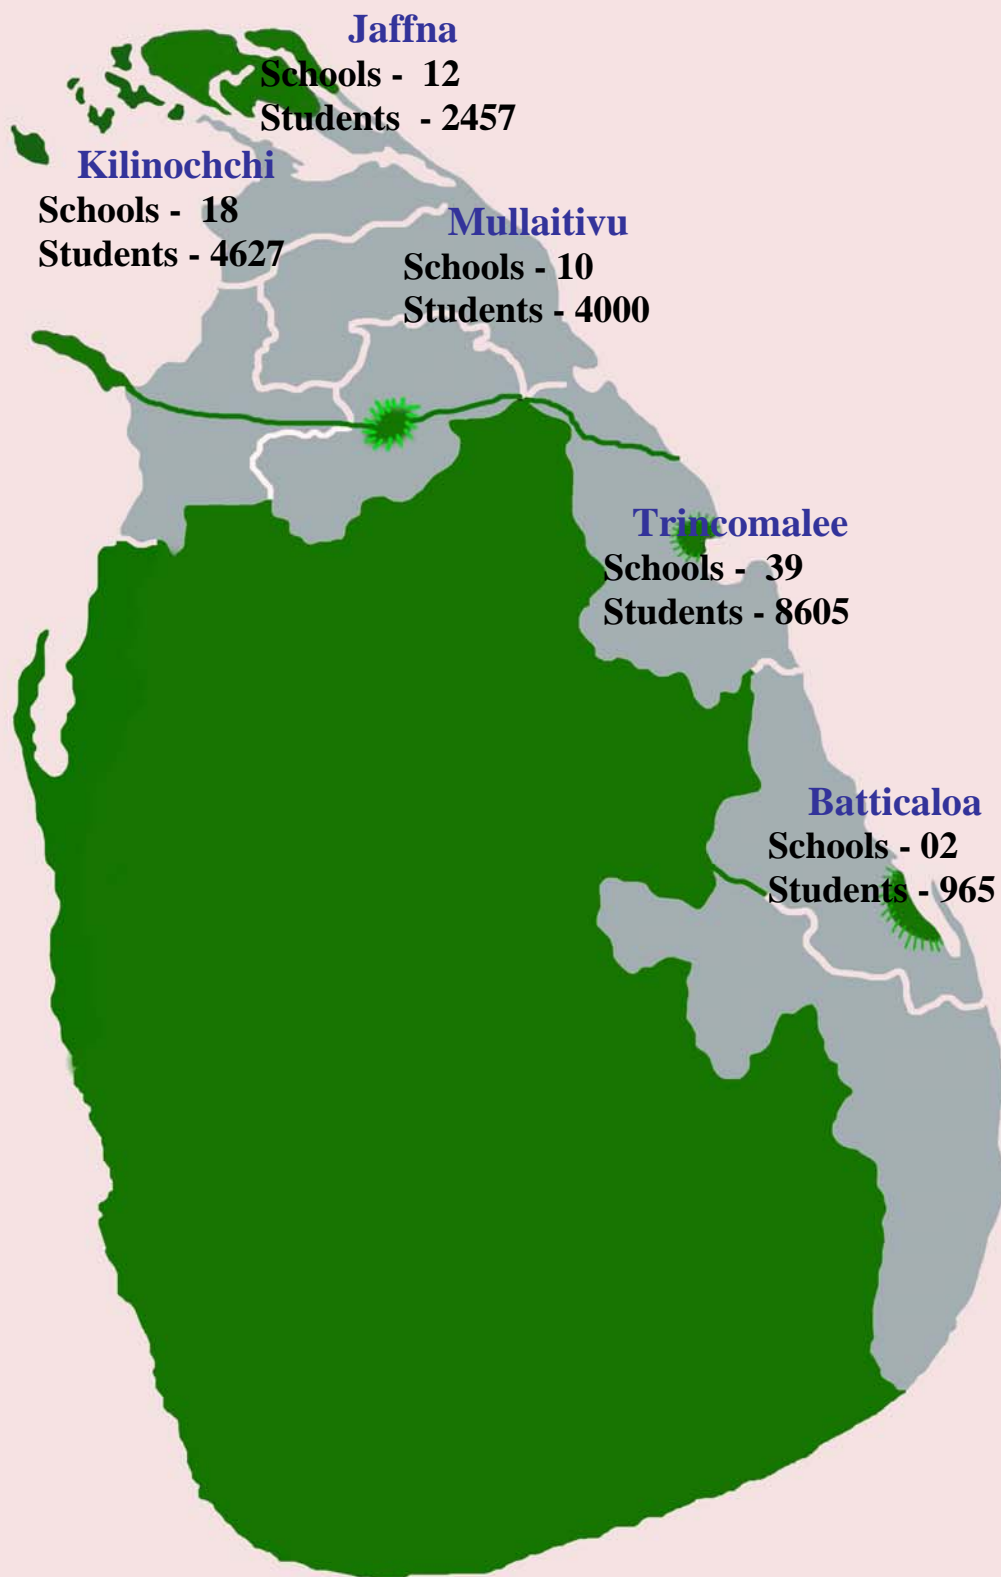 Jaffna
Schools - 12
Students - 2457
Kilinochchi
Schools - 18
Students - 4627
Mullaitivu
Schools - 10
Students - 4000
Trincomalee
Schools - 39
Students - 8605
Batticaloa
Schools - 02
Students - 965